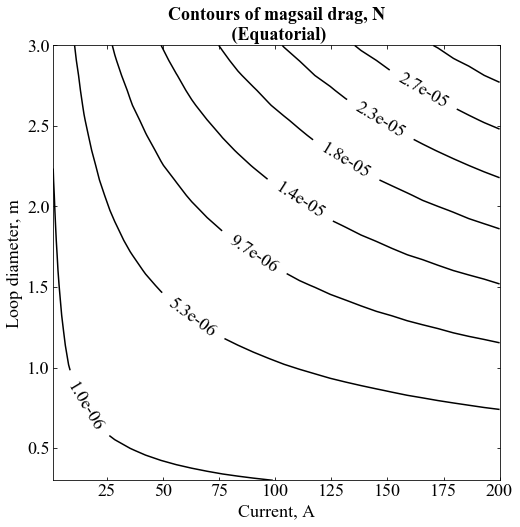 Contours of magsail drag, N
(Equatorial)
3.0
2.5
2.0
1.5
1.0
0.5
Loop diameter, m
2.7e-05
2.3e-05
1.8e-05
1.4e-05
9.7e-06
5.3e-06
1.0e-06
25 50 75 100 125 150 175 200
Current, A